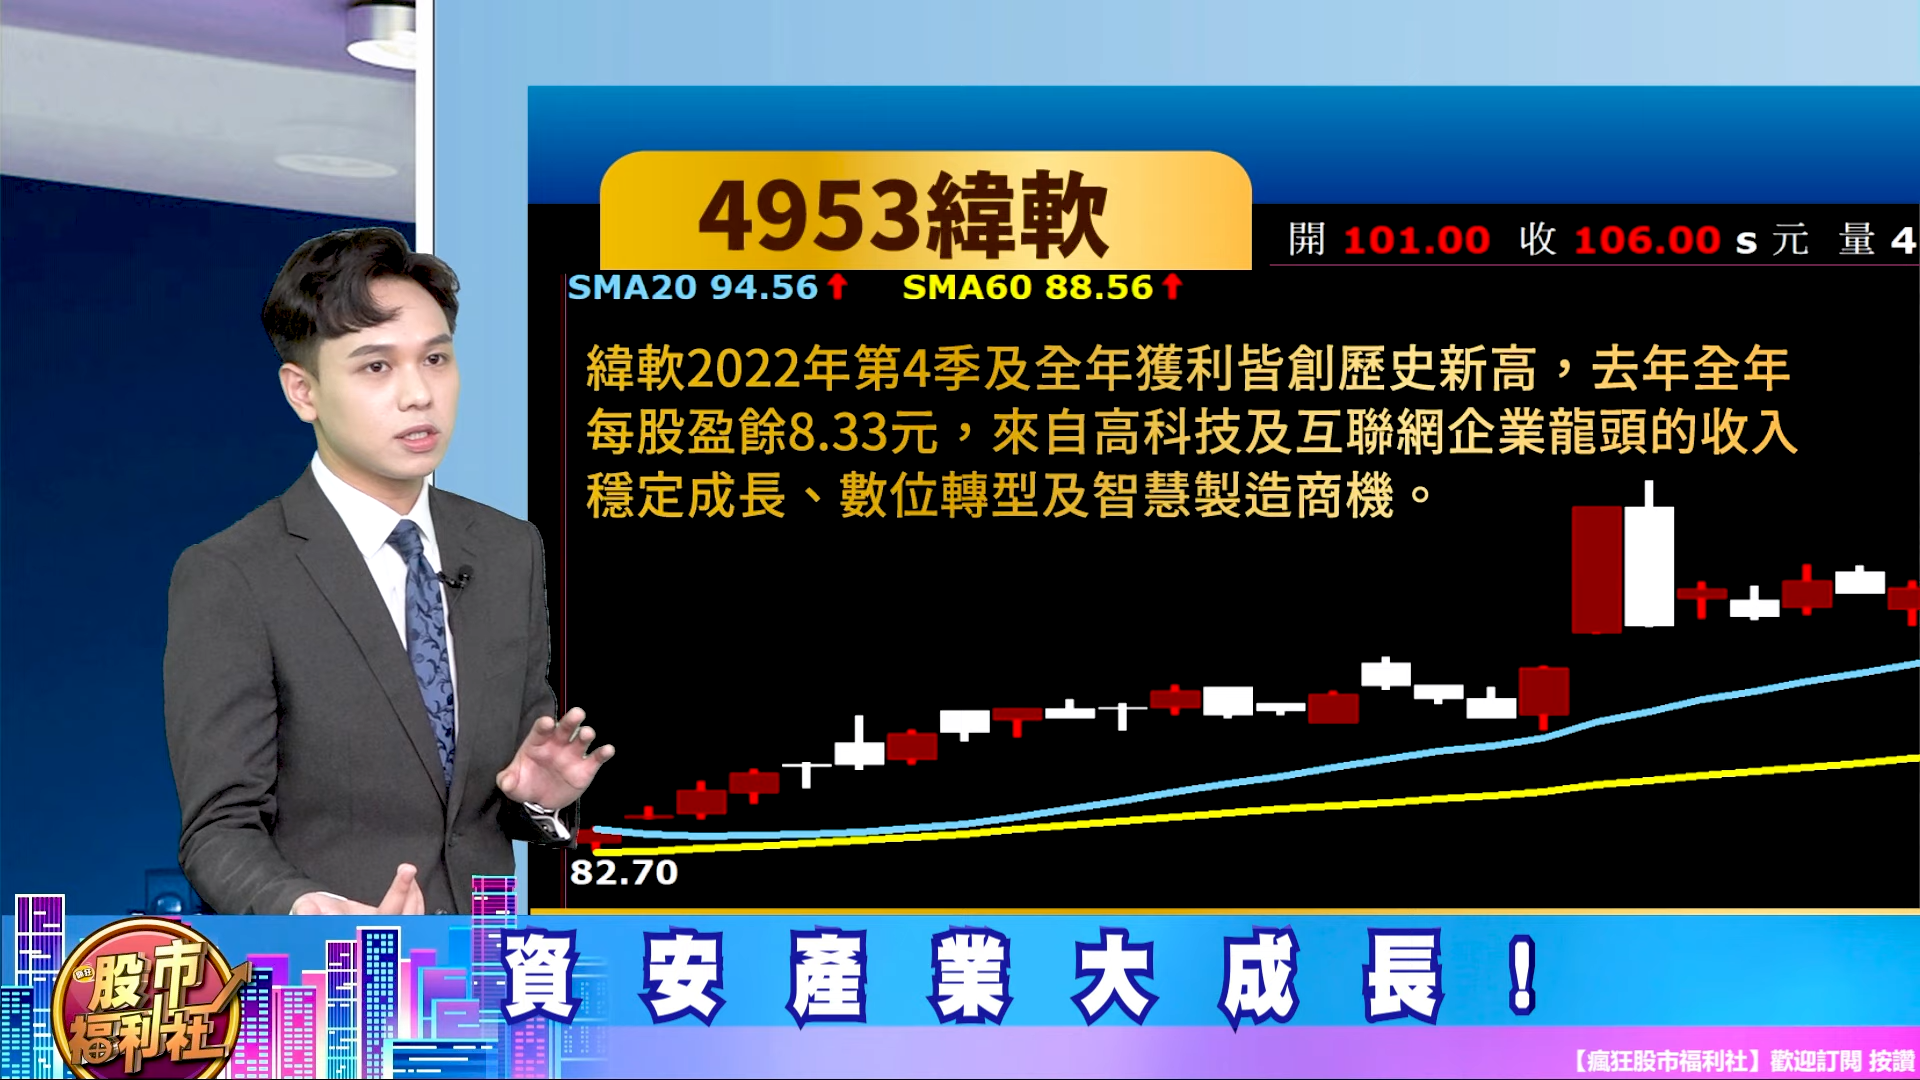 4953緯軟
開 101.00 收 106.00 s 元 量 4
SMA20 94.56↑ SMA60 88.56↑
緯軟2022年第4季及全年獲利皆創歷史新高，去年全年
每股盈餘8.33元，來自高科技及互聯網企業龍頭的收入
穩定成長、數位轉型及智慧製造商機。
82.70
資安產業大成長！
瘋狂
股市
福利社
【瘋狂股市福利社】歡迎訂閱 按讚